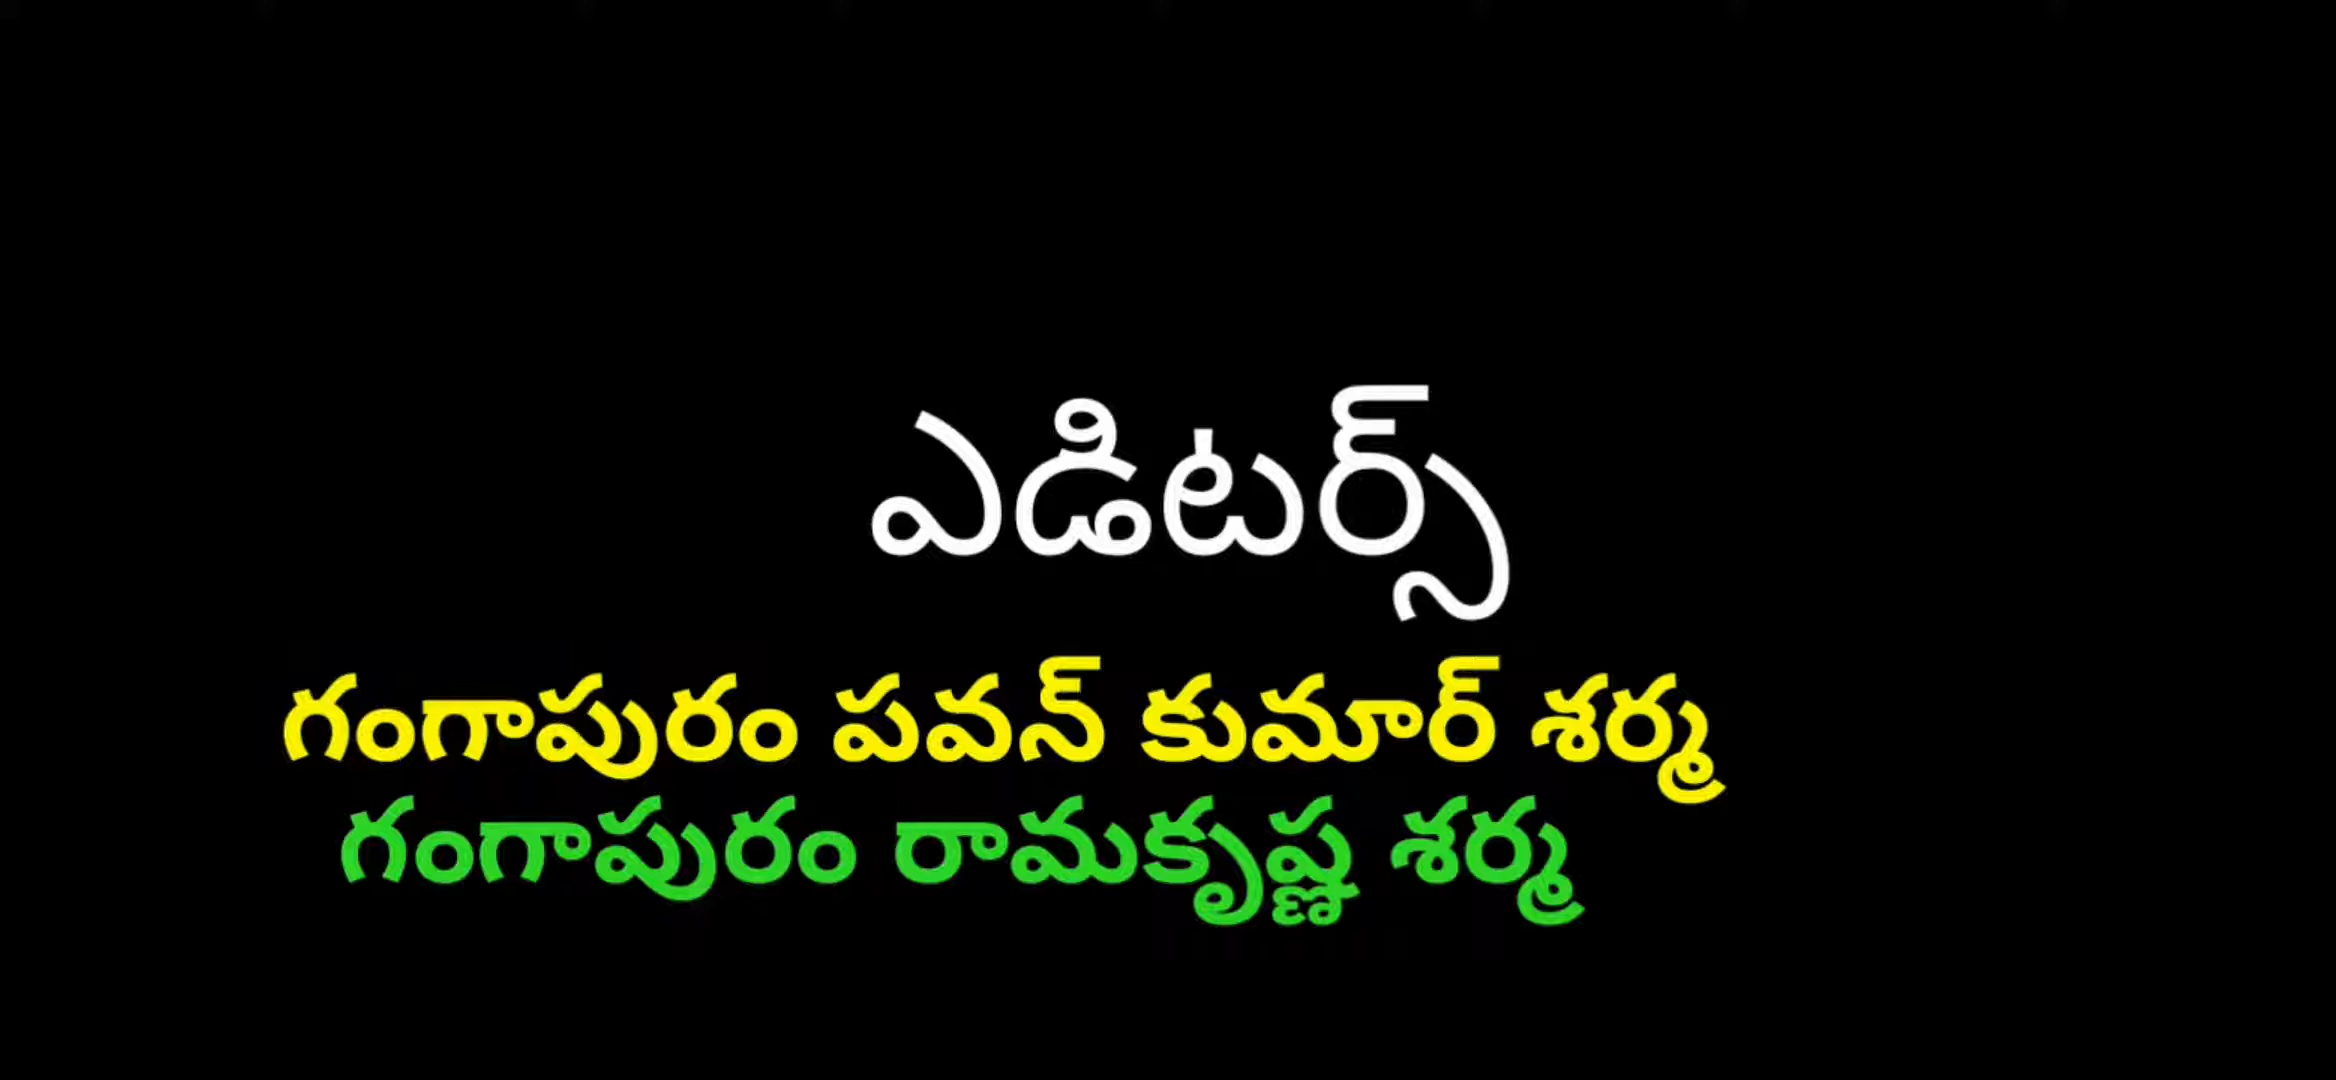 ఎడిటర్స్
గంగాపురం పవన్ కుమార్ శర్మ
గంగాపురం రామకృష్ణ శర్మ